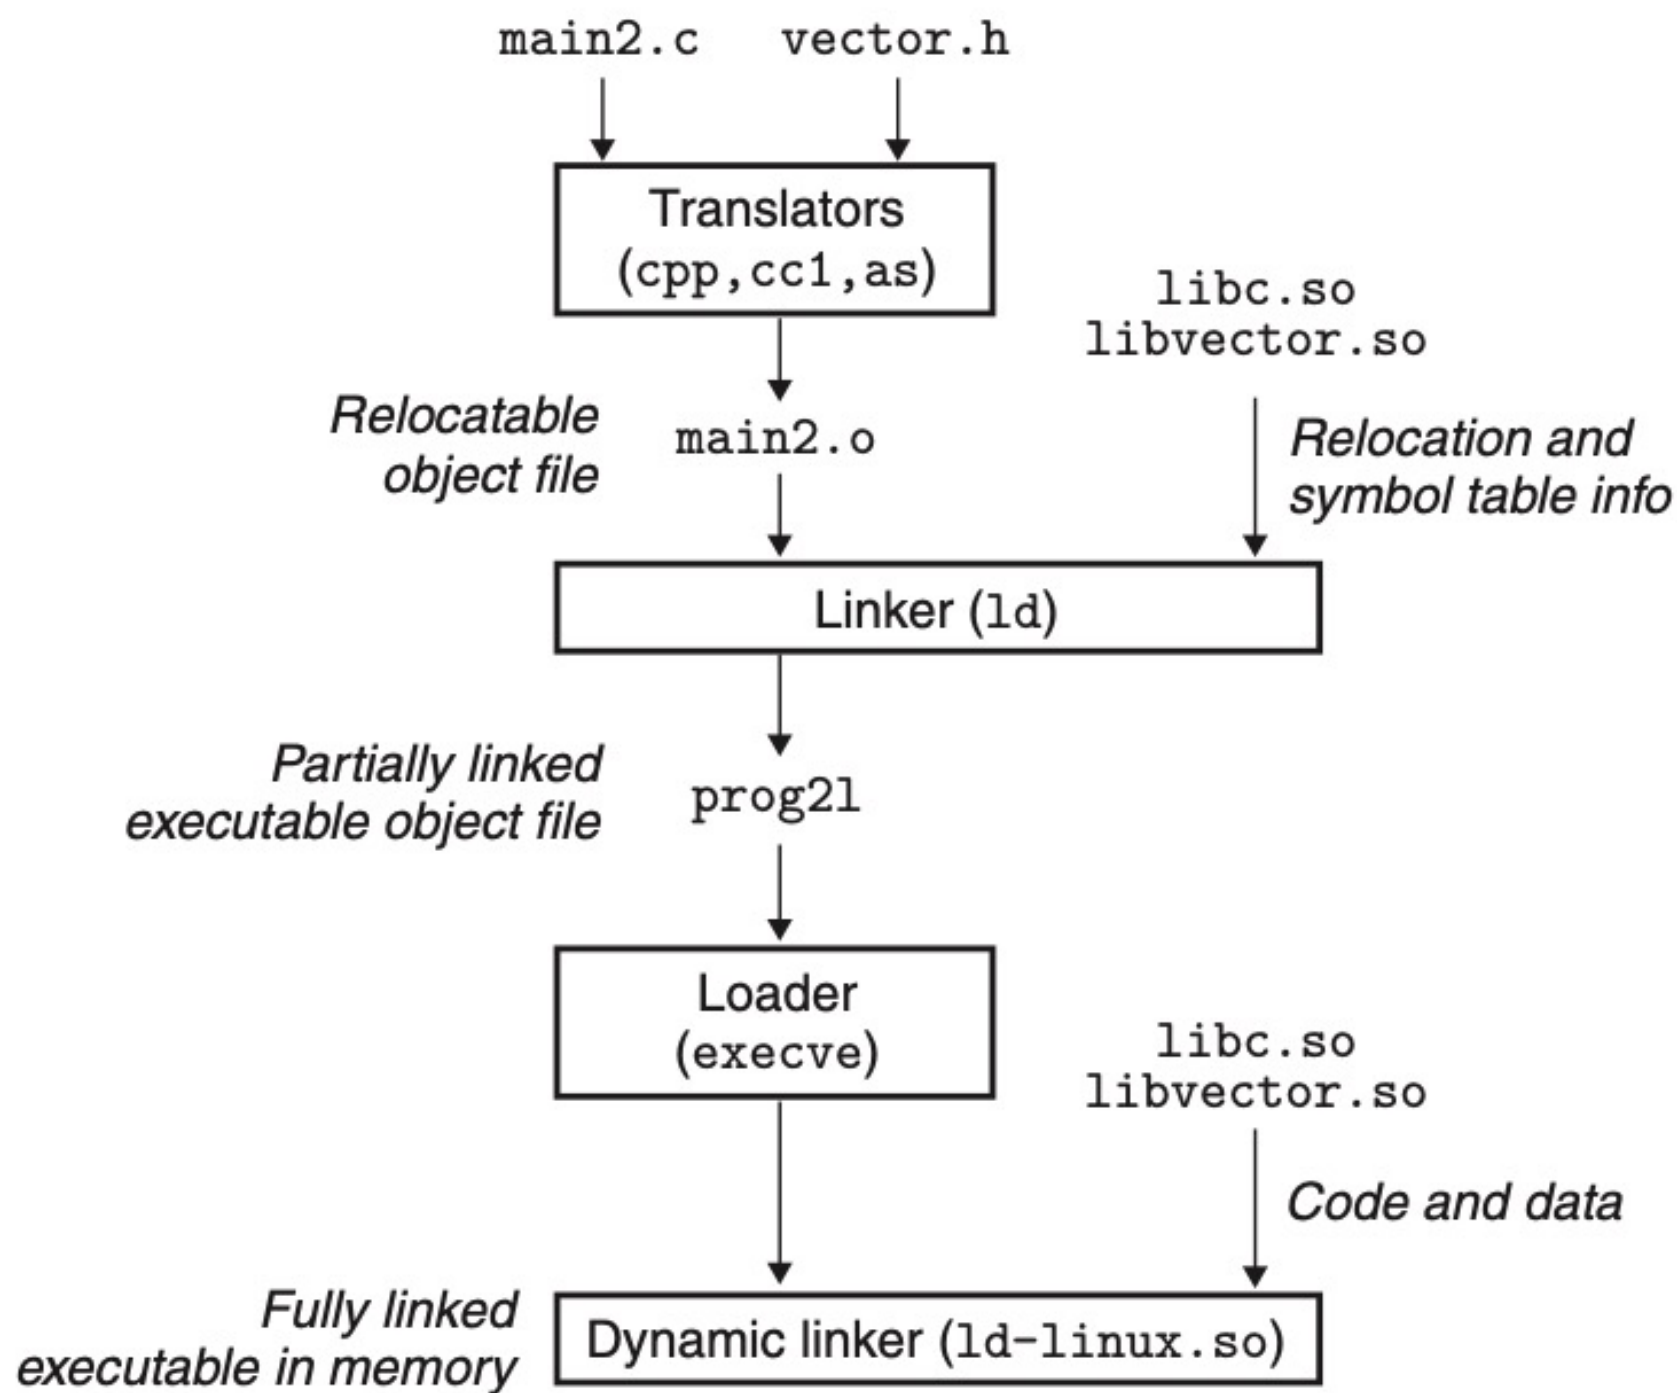 main2.c vector.h
Translators
(cpp,cc1,as)
libc.so
libvector.so
Relocatable
object file
main2.o
Relocation and
symbol table info
Linker (ld)
Partially linked
executable object file
prog2l
Loader
(execve)
libc.so
libvector.so
Code and data
Fully linked
executable in memory
Dynamic linker (ld-linux.so)